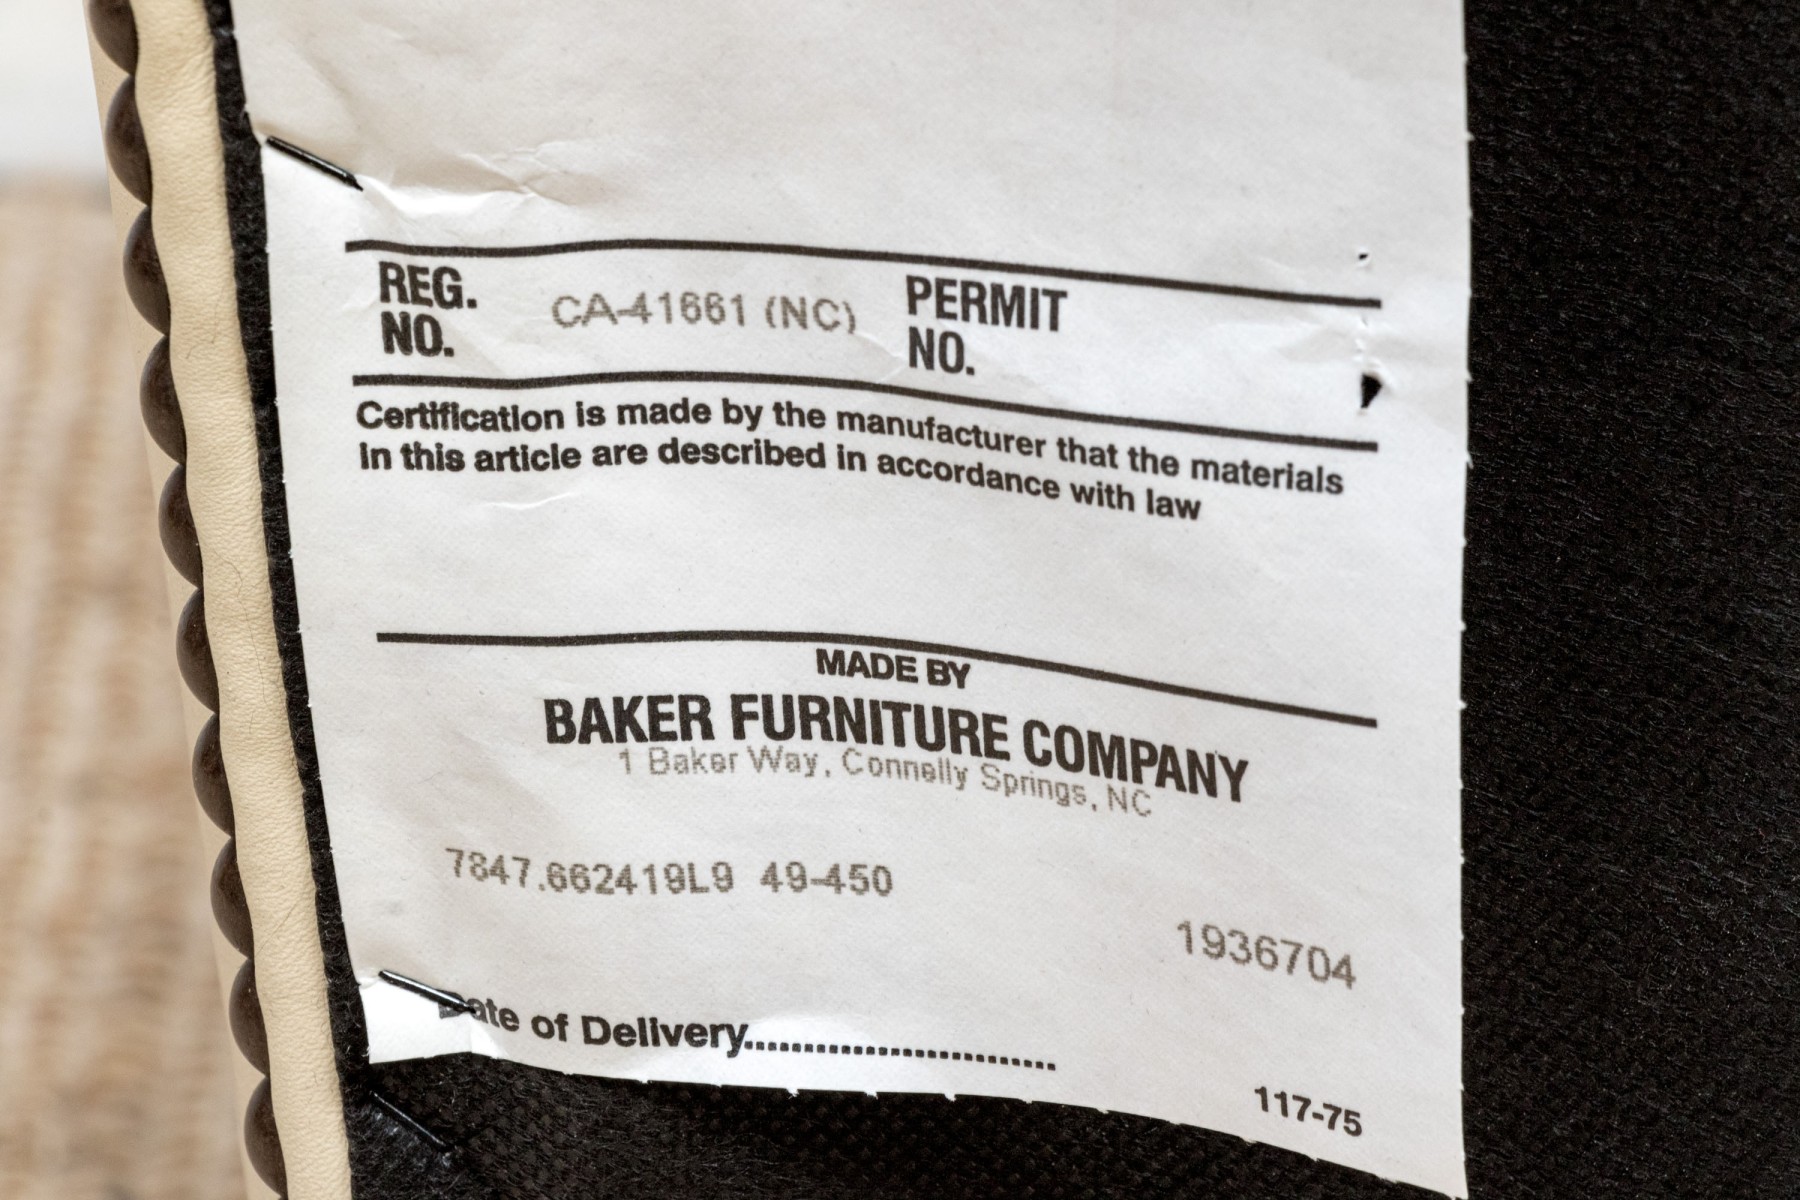 REG. NO. CA-41661 (NC) PERMIT NO.
Certification is made by the manufacturer that the materials
in this article are described in accordance with law
MADE BY
BAKER FURNITURE COMPANY
1 Baker Way, Connelly Springs, NC
7847.662419L9 49-450
1936704
Date of Delivery..............................
117-75